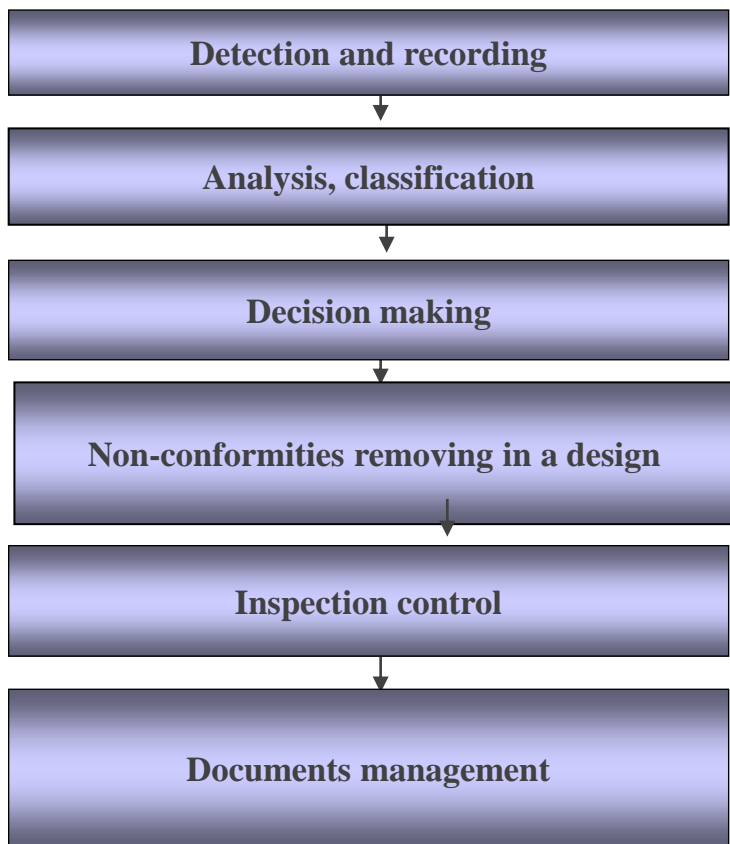 Detection and recording
Analysis, classification
Decision making
Non-conformities removing in a design
Inspection control
Documents management